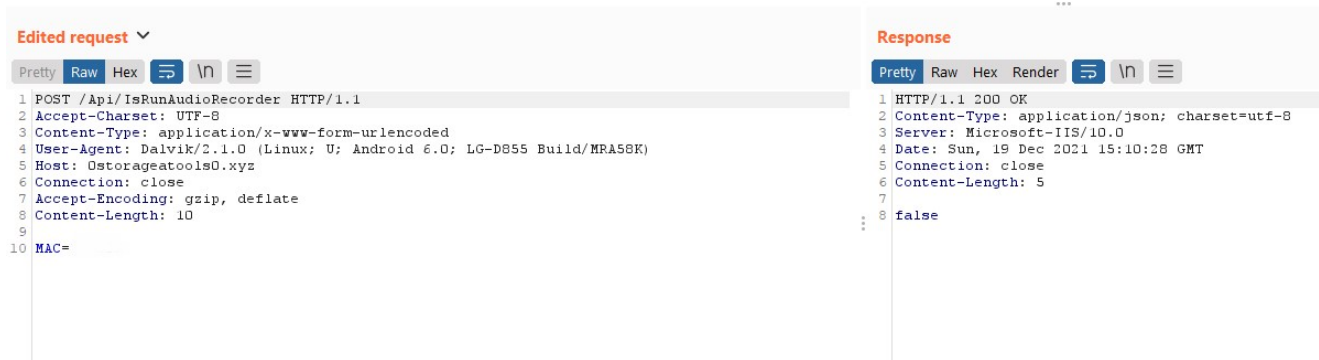 Edited request
Pretty Raw Hex \n
1 POST /Api/IsRunAudioRecorder HTTP/1.1
2 Accept-Charset: UTF-8
3 Content-Type: application/x-www-form-urlencoded
4 User-Agent: Dalvik/2.1.0 (Linux; U; Android 6.0; LG-D855 Build/MRA58K)
5 Host: 0storageatools0.xyz
6 Connection: close
7 Accept-Encoding: gzip, deflate
8 Content-Length: 10
9
10 MAC=
Response
Pretty Raw Hex Render \n
1 HTTP/1.1 200 OK
2 Content-Type: application/json; charset=utf-8
3 Server: Microsoft-IIS/10.0
4 Date: Sun, 19 Dec 2021 15:10:28 GMT
5 Connection: close
6 Content-Length: 5
7
8 false